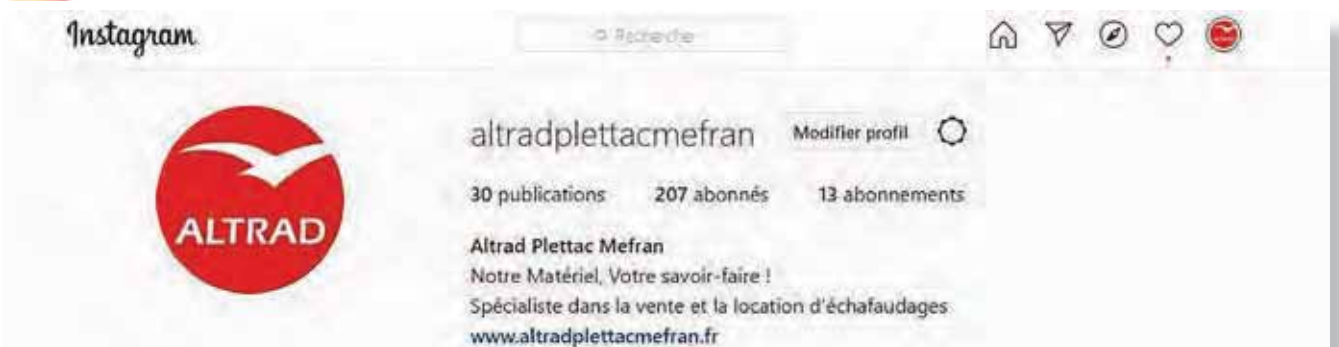 Instagram
Recherche
altradplettacmefran Modifier profil
30 publications 207 abonnés 13 abonnements
ALTRAD
Altrad Plettac Mefran
Notre Matériel, Votre savoir-faire !
Spécialiste dans la vente et la location d'échafaudages
www.altradplettacmefran.fr